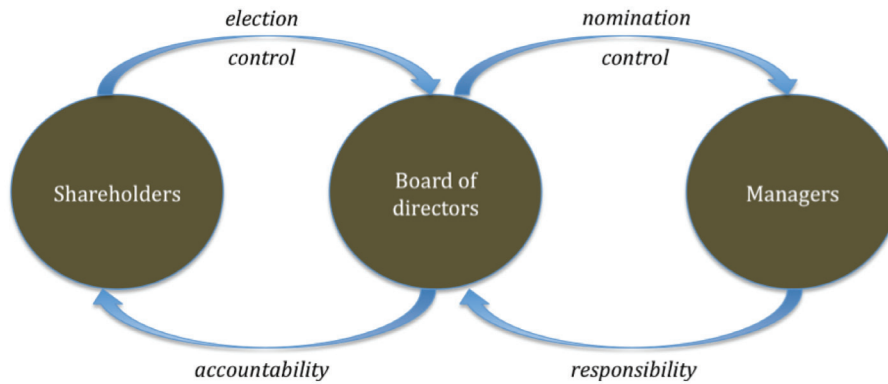 election
control
nomination
control
Shareholders
Board of
directors
Managers
accountability
responsibility